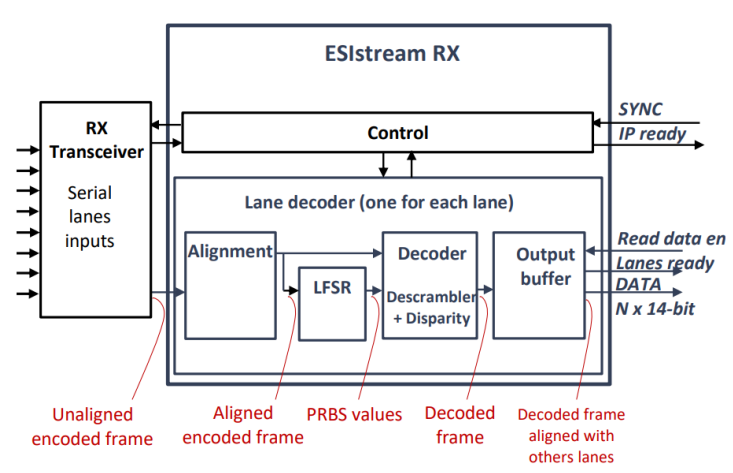 ESIstream RX
SYNC
IP ready
RX
Transceiver
Serial
lanes
inputs
Control
Lane decoder (one for each lane)
Alignment
LFSR
Decoder
Descrambler
+ Disparity
Output
buffer
Read data en
Lanes ready
DATA
N x 14-bit
Unaligned
encoded frame
Aligned
encoded frame
PRBS values
Decoded
frame
Decoded frame
aligned with
others lanes